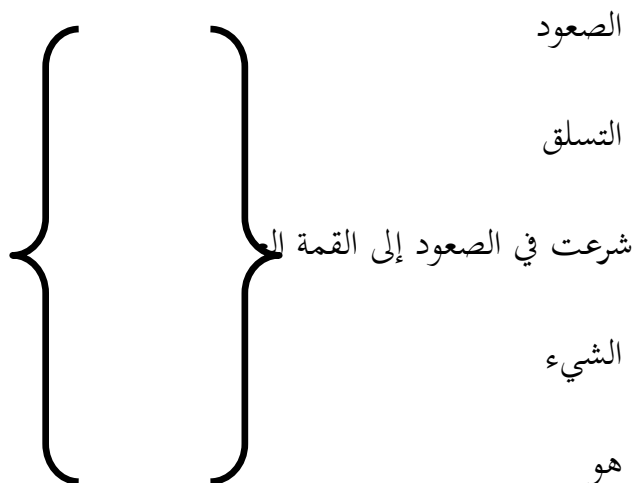 الصعود
التسلق
شرعت في الصعود إلى القمة
الشيء
هو